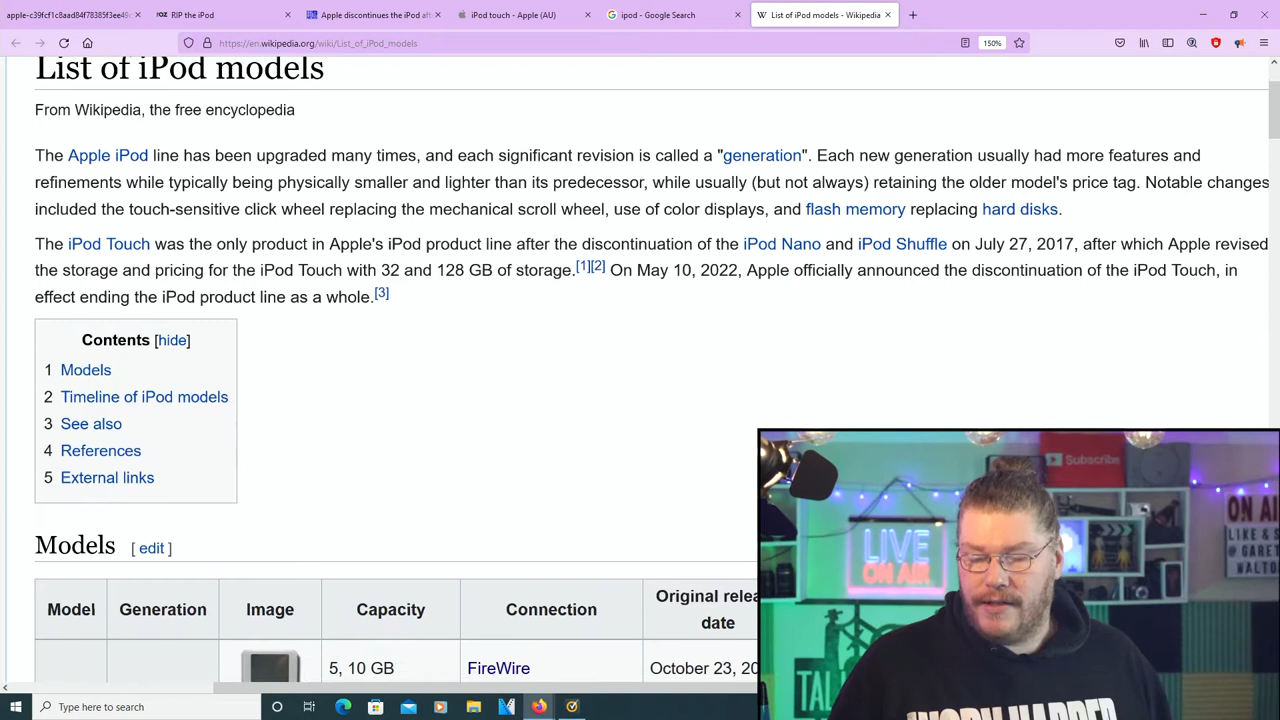 apple-c39fcf1c8aad84df78385f3ee49c
RIP the iPod
Apple discontinues the iPod aft
iPod touch - Apple (AU)
ipod - Google Search
List of iPod models - Wikipedia
https://en.wikipedia.org/wiki/List_of_iPod_models
150%
List of iPod models
From Wikipedia, the free encyclopedia
The Apple iPod line has been upgraded many times, and each significant revision is called a "generation". Each new generation usually had more features and
refinements while typically being physically smaller and lighter than its predecessor, while usually (but not always) retaining the older model's price tag. Notable changes
included the touch-sensitive click wheel replacing the mechanical scroll wheel, use of color displays, and flash memory replacing hard disks.
The iPod Touch was the only product in Apple's iPod product line after the discontinuation of the iPod Nano and iPod Shuffle on July 27, 2017, after which Apple revised
the storage and pricing for the iPod Touch with 32 and 128 GB of storage.[1][2] On May 10, 2022, Apple officially announced the discontinuation of the iPod Touch, in
effect ending the iPod product line as a whole.[3]
Contents [hide]
1 Models
2 Timeline of iPod models
3 See also
4 References
5 External links
Models [ edit ]
Model Generation Image Capacity Connection
Original relea
date
5, 10 GB FireWire October 23, 20
Subscribe
LIVE
ON AI
LIKE & S
@ GARET
TAL
Type here to search